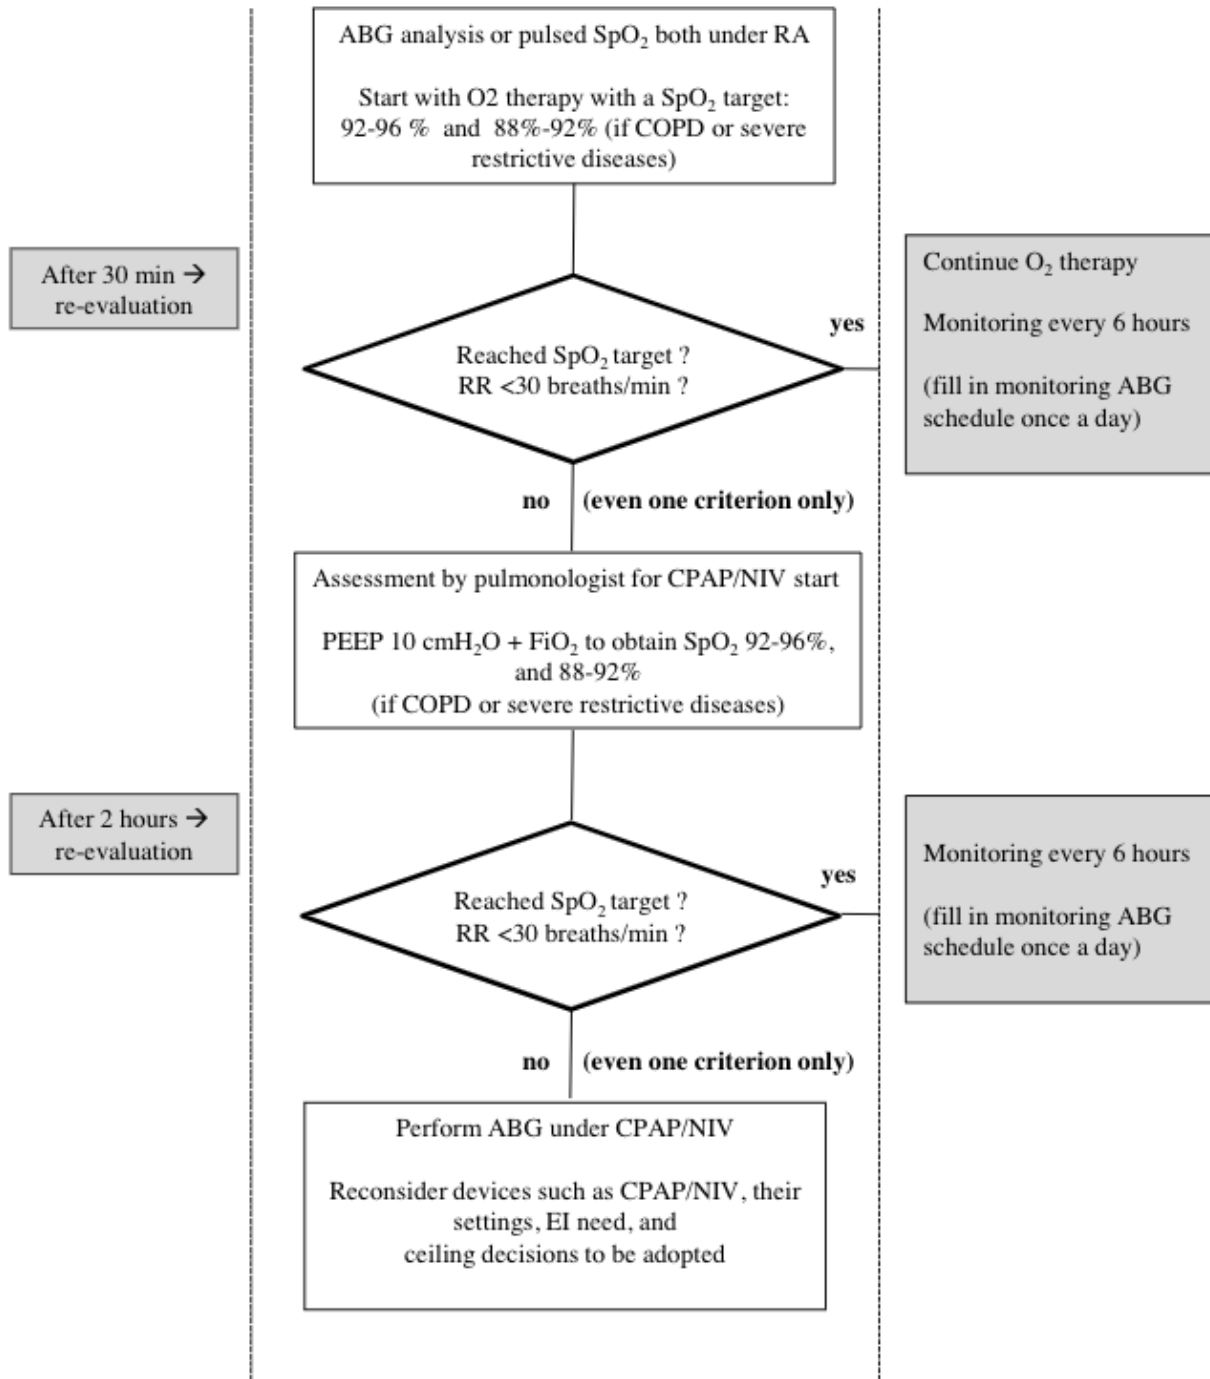 ABG analysis or pulsed SpO₂ both under RA
Start with O2 therapy with a SpO₂ target:
92-96 % and 88%-92% (if COPD or severe
restrictive diseases)
After 30 min →
re-evaluation
Reached SpO₂ target ?
RR <30 breaths/min ?
yes
Continue O₂ therapy
Monitoring every 6 hours
(fill in monitoring ABG
schedule once a day)
no (even one criterion only)
Assessment by pulmonologist for CPAP/NIV start
PEEP 10 cmH₂O + FiO₂ to obtain SpO₂ 92-96%,
and 88-92%
(if COPD or severe restrictive diseases)
After 2 hours →
re-evaluation
Reached SpO₂ target ?
RR <30 breaths/min ?
yes
Monitoring every 6 hours
(fill in monitoring ABG
schedule once a day)
no (even one criterion only)
Perform ABG under CPAP/NIV
Reconsider devices such as CPAP/NIV, their
settings, EI need, and
ceiling decisions to be adopted